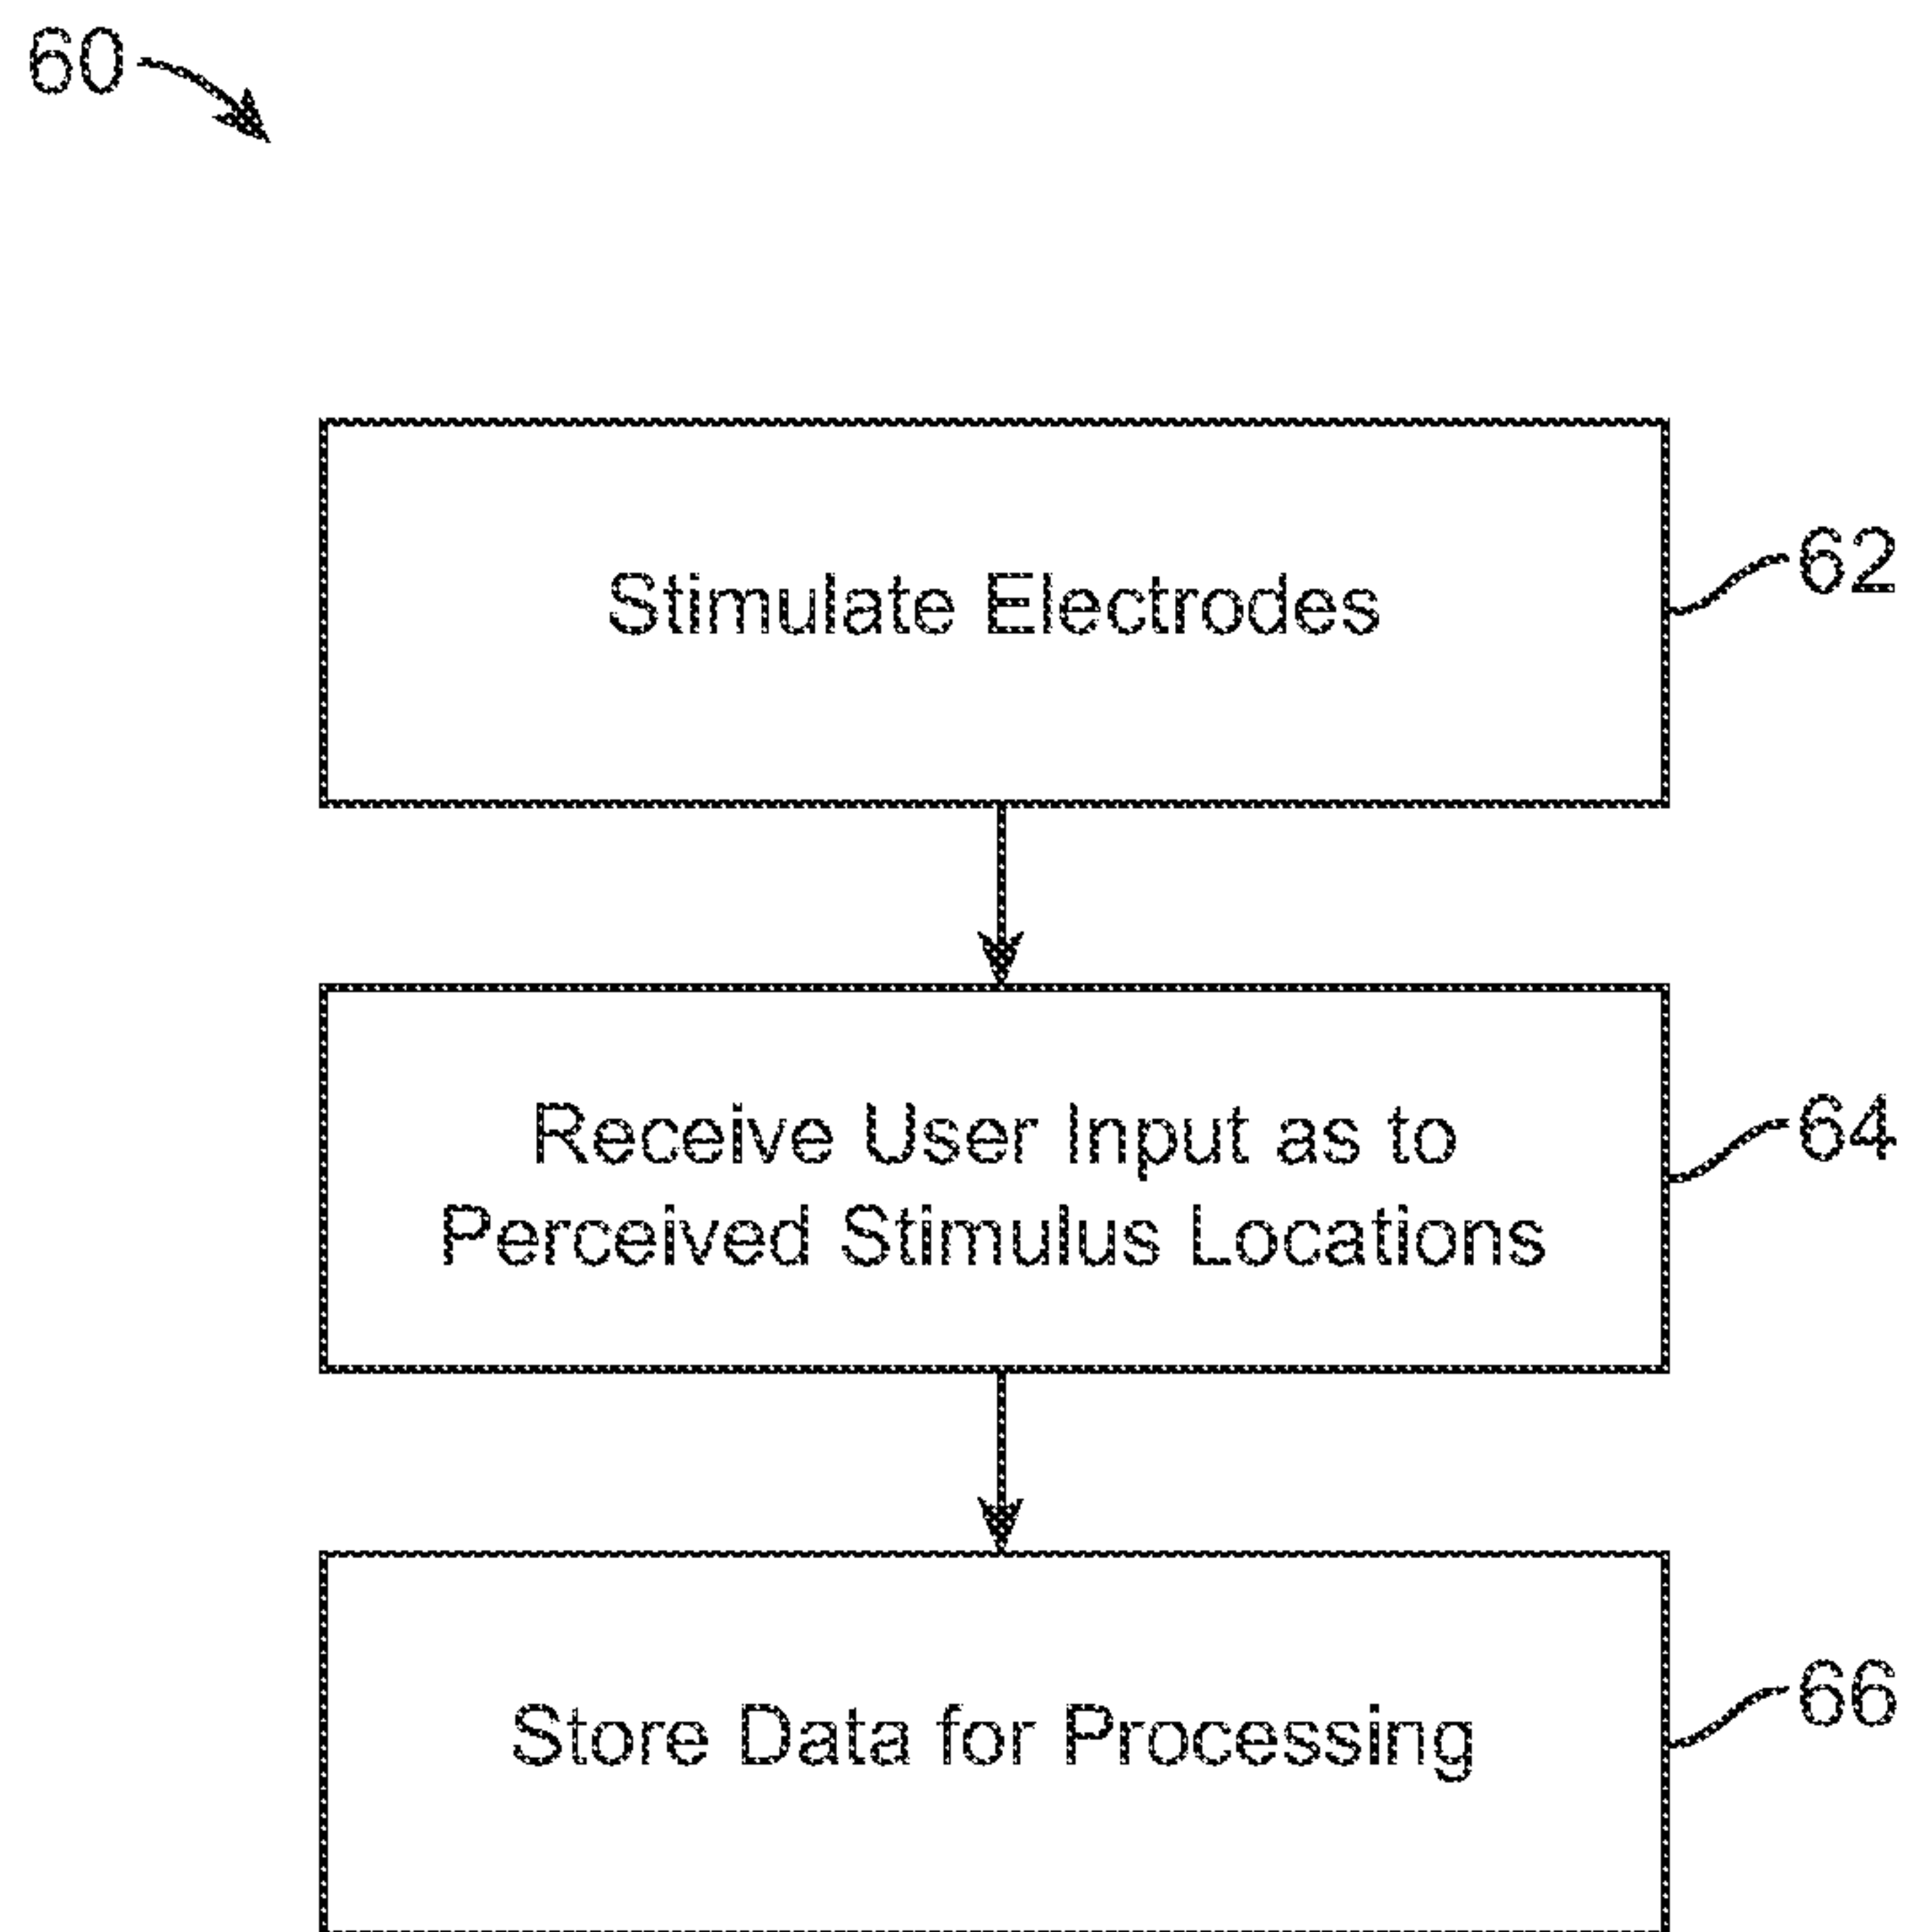 60
Stimulate Electrodes
62
Receive User Input as to
Perceived Stimulus Locations
64
Store Data for Processing
66